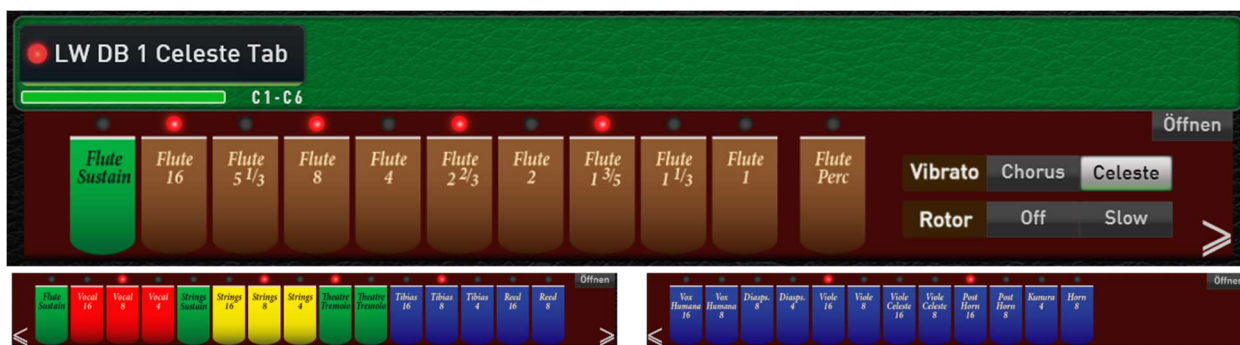 LW DB 1 Celeste Tab
C1-C6
Öffnen
Flute
Sustain
Flute
16
Flute
5 1/3
Flute
8
Flute
4
Flute
2 2/3
Flute
2
Flute
1 3/5
Flute
1 1/3
Flute
1
Flute
Perc
Vibrato Chorus Celeste
Rotor Off Slow
Öffnen
Flute
Sustain
Vocal
16
Vocal
8
Vocal
4
Strings
Sustain
Strings
16
Strings
8
Strings
4
Theatre
Tremolo
Theatre
Tremolo
Tibias
16
Tibias
8
Tibias
4
Reed
16
Reed
8
Öffnen
Vox
Humana
16
Vox
Humana
8
Diasps.
8
Diasps.
4
Viole
16
Viole
8
Viole
Celeste
16
Viole
Celeste
8
Post
Horn
16
Post
Horn
8
Kunura
4
Horn
8